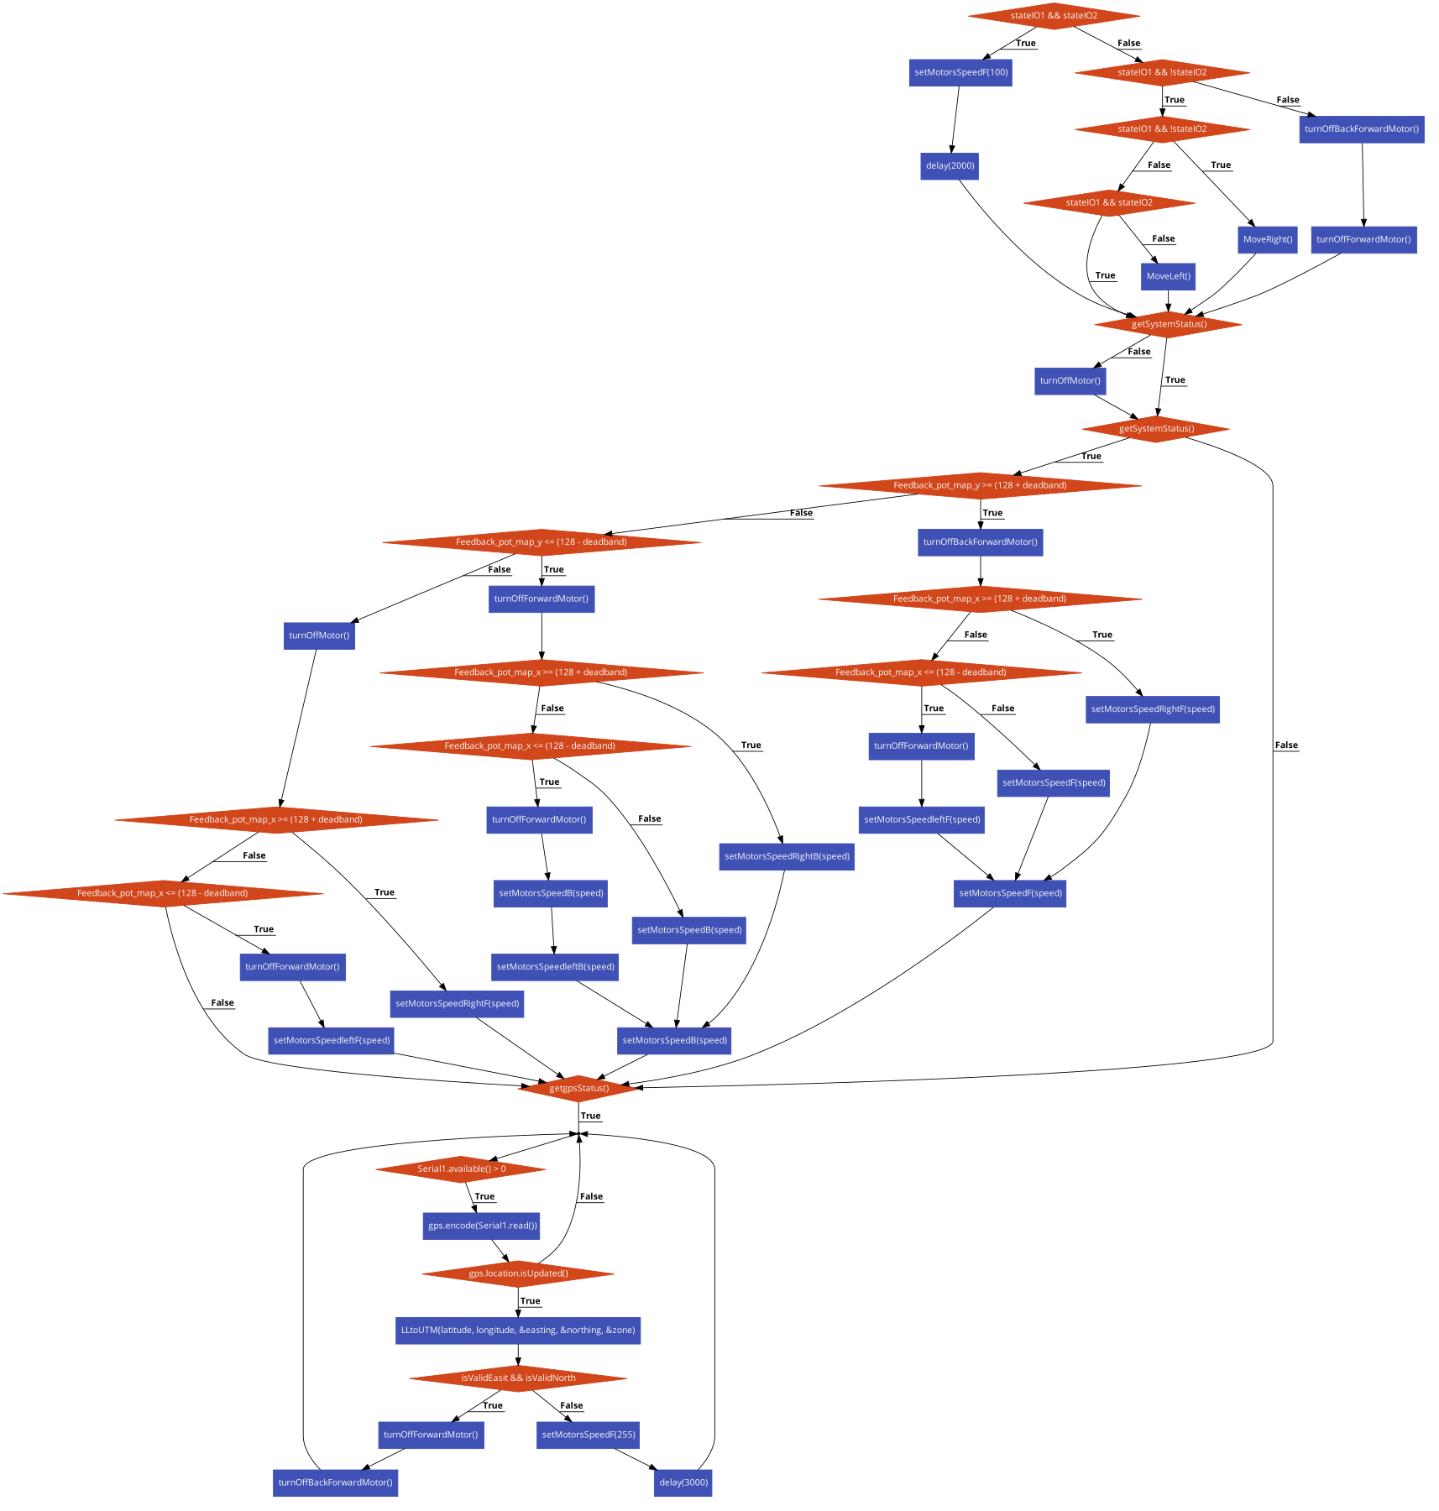 stateIO1 && stateIO2
True
False
setMotorsSpeedF(100)
stateIO1 && !stateIO2
True
False
stateIO1 && !stateIO2
turnOffBackForwardMotor()
delay(2000)
False
True
stateIO1 && stateIO2
MoveRight()
turnOffForwardMotor()
False
True
MoveLeft()
getSystemStatus()
False
True
turnOffMotor()
getSystemStatus()
True
Feedback_pot_map_y >= (128 + deadband)
False
True
Feedback_pot_map_y <= (128 - deadband)
turnOffBackForwardMotor()
False
True
turnOffForwardMotor()
Feedback_pot_map_x >= (128 + deadband)
turnOffMotor()
False
True
Feedback_pot_map_x >= (128 + deadband)
Feedback_pot_map_x <= (128 - deadband)
False
True
False
setMotorsSpeedRightF(speed)
Feedback_pot_map_x <= (128 - deadband)
True
turnOffForwardMotor()
False
True
setMotorsSpeedF(speed)
False
Feedback_pot_map_x >= (128 + deadband)
turnOffForwardMotor()
False
setMotorsSpeedleftF(speed)
False
setMotorsSpeedRightB(speed)
Feedback_pot_map_x <= (128 - deadband)
True
setMotorsSpeedB(speed)
setMotorsSpeedF(speed)
True
setMotorsSpeedB(speed)
turnOffForwardMotor()
setMotorsSpeedleftB(speed)
False
setMotorsSpeedRightF(speed)
setMotorsSpeedleftF(speed)
setMotorsSpeedB(speed)
getgpsStatus()
True
Serial1.available() > 0
True
False
gps.encode(Serial1.read())
gps.location.isUpdated()
True
LLtoUTM(latitude, longitude, &easting, &northing, &zone)
isValidEasit && isValidNorth
True
False
turnOffForwardMotor()
setMotorsSpeedF(255)
turnOffBackForwardMotor()
delay(3000)